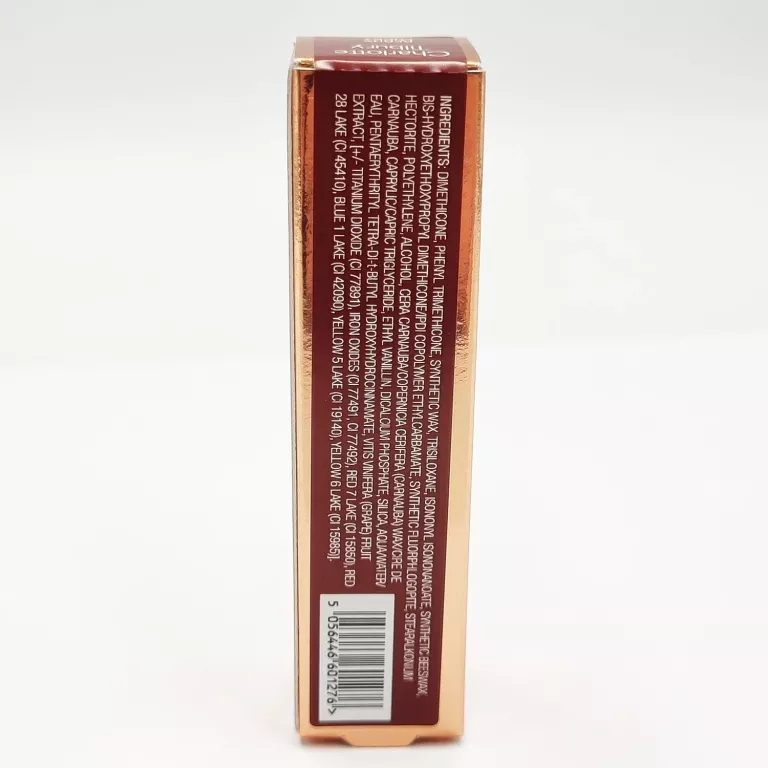 Charlotte
Tilbury
INGREDIENTS: DIMETHICONE, PHENYL TRIMETHICONE, SYNTHETIC WAX, TRISILOXANE, ISONONYL ISONONANOATE, SYNTHETIC BEESWAX,
BIS-HYDROXYETHOXYPROPYL DIMETHICONE/IPDI COPOLYMER ETHYLCARBAMATE, SYNTHETIC FLUORPHLOGOPITE, STEARALKONIUM
HECTORITE, POLYETHYLENE, ALCOHOL, CERA CARNAUBA/COPERNICIA CERIFERA (CARNAUBA) WAX/CIRE DE
CARNAUBA, CAPRYLIC/CAPRIC TRIGLYCERIDE, ETHYL VANILLIN, DICALCIUM PHOSPHATE, SILICA, AQUA/WATER/
EAU, PENTAERYTHRITYL TETRA-DI-t-BUTYL HYDROXYHYDROCINNAMATE, VITIS VINIFERA (GRAPE) FRUIT
EXTRACT, [+/- TITANIUM DIOXIDE (CI 77891), IRON OXIDES (CI 77491, CI 77492), RED 7 LAKE (CI 15850), RED
28 LAKE (CI 45410), BLUE 1 LAKE (CI 42090), YELLOW 5 LAKE (CI 19140), YELLOW 6 LAKE (CI 15985)].
5 056446 601276 >